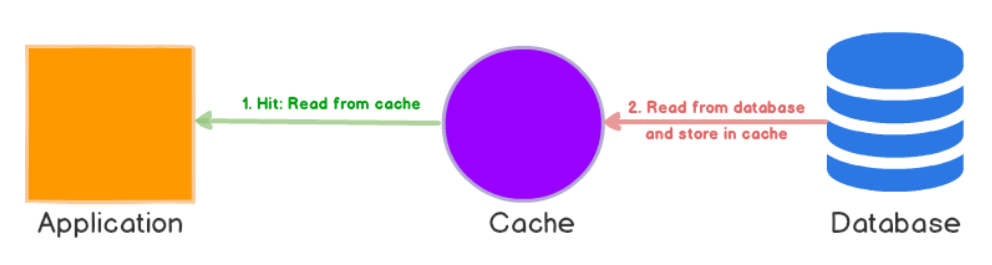 1. Hit: Read from cache
2. Read from database
and store in cache
Application
Cache
Database